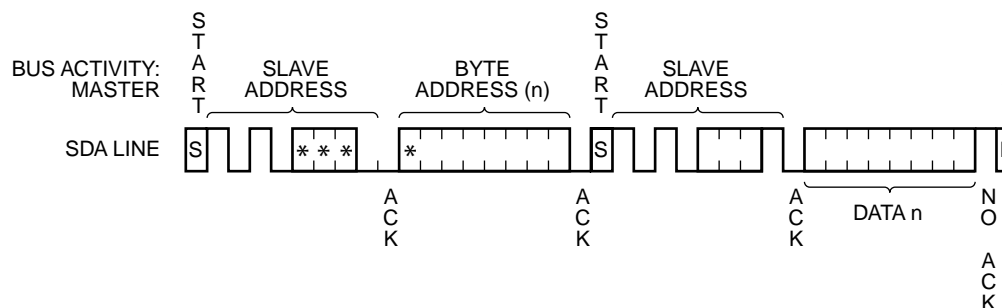 START
START
BUS ACTIVITY:
MASTER
SLAVE
ADDRESS
BYTE
ADDRESS (n)
SLAVE
ADDRESS
SDA LINE
S
* * *
*
S
ACK
ACK
ACK
DATA n
NO ACK